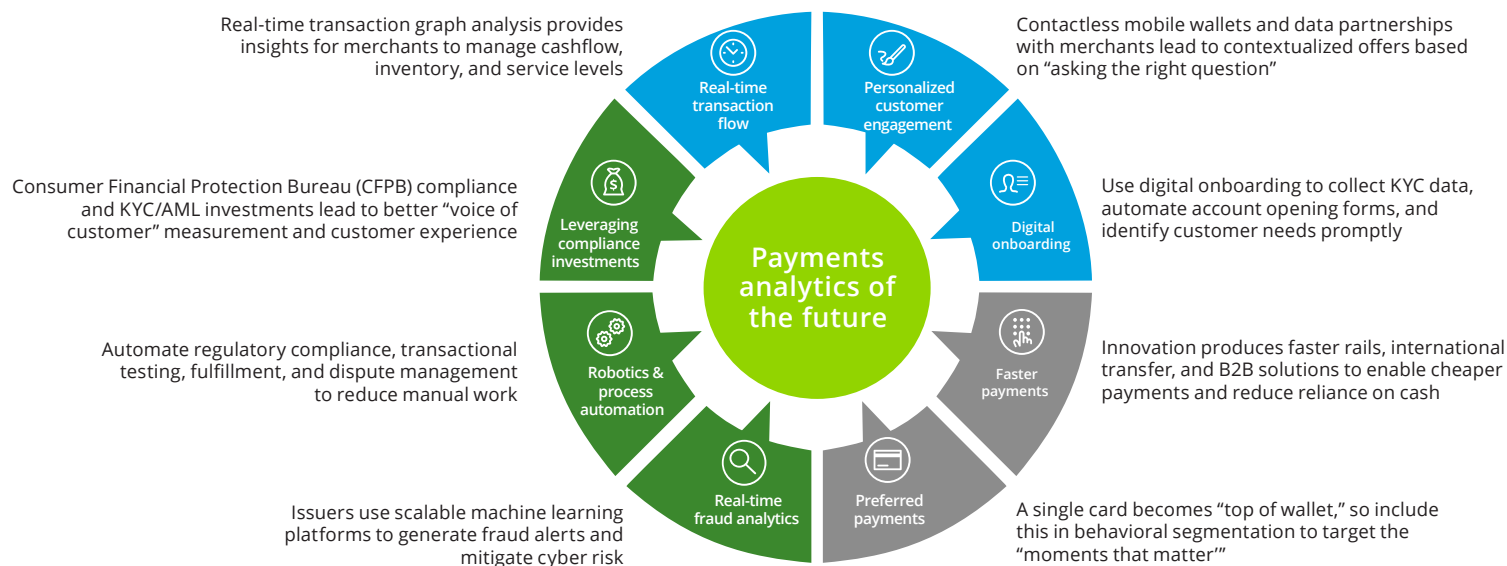 Real-time transaction graph analysis provides
insights for merchants to manage cashflow,
inventory, and service levels
Real-time
transaction
flow
Personalized
customer
engagement
Contactless mobile wallets and data partnerships
with merchants lead to contextualized offers based
on “asking the right question”
Consumer Financial Protection Bureau (CFPB) compliance
and KYC/AML investments lead to better “voice of
customer” measurement and customer experience
$
Leveraging
compliance
investments
Digital
onboarding
Use digital onboarding to collect KYC data,
automate account opening forms, and
identify customer needs promptly
Payments
analytics of
the future
Automate regulatory compliance, transactional
testing, fulfillment, and dispute management
to reduce manual work
Robotics &
process
automation
Faster
payments
Innovation produces faster rails, international
transfer, and B2B solutions to enable cheaper
payments and reduce reliance on cash
Issuers use scalable machine learning
platforms to generate fraud alerts and
mitigate cyber risk
Real-time
fraud analytics
Preferred
payments
A single card becomes “top of wallet,” so include
this in behavioral segmentation to target the
“moments that matter’”